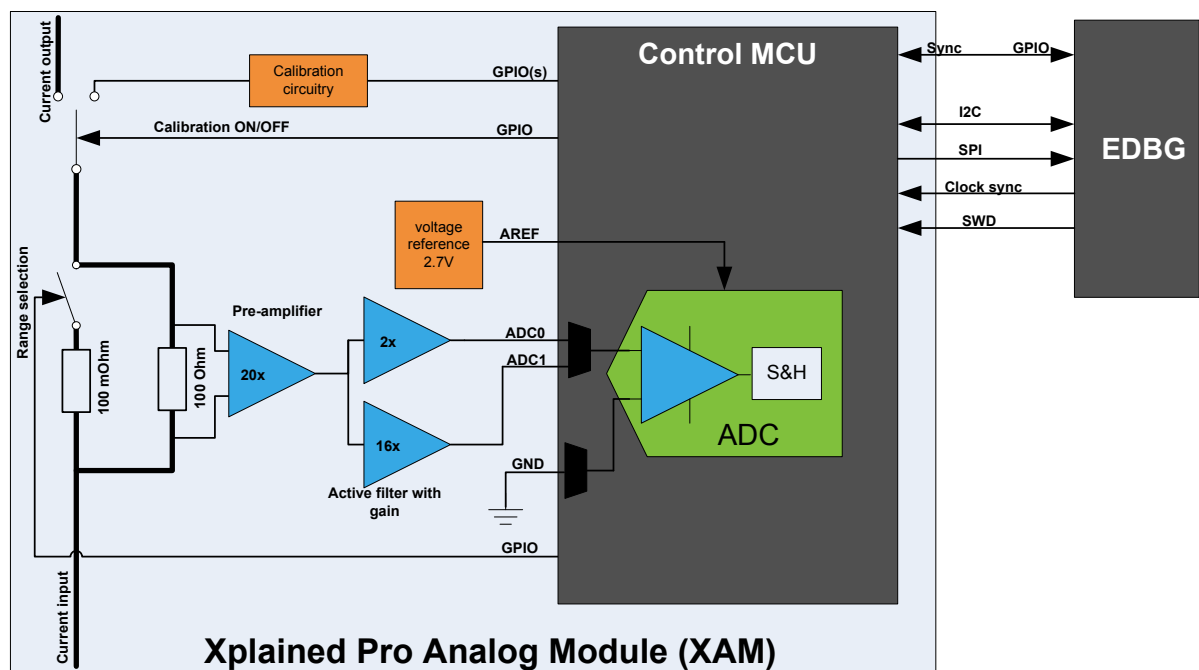 Current output
Calibration
circuitry
GPIO(s)
Control MCU
Sync
GPIO
Calibration ON/OFF
GPIO
I2C
SPI
EDBG
Clock sync
SWD
voltage
reference
2.7V
AREF
Range selection
Pre-amplifier
100 mOhm
100 Ohm
20x
2x
ADC0
ADC1
S&H
ADC
16x
GND
Active filter with
gain
GPIO
Current input
Xplained Pro Analog Module (XAM)